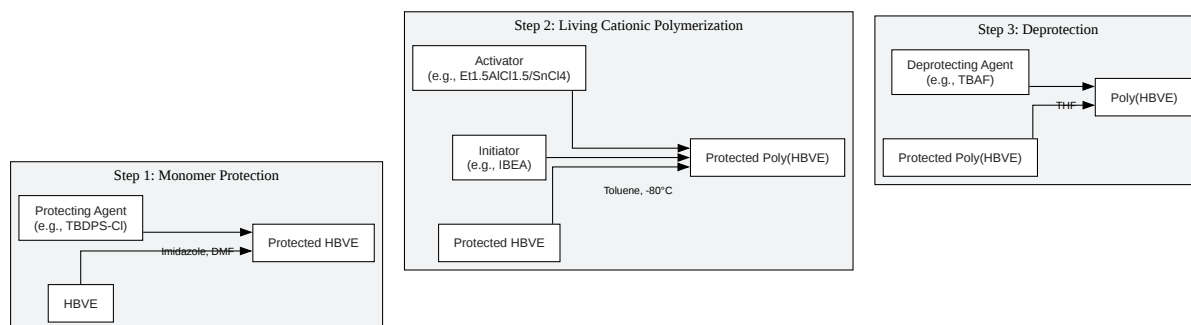 Step 1: Monomer Protection
Protecting Agent
(e.g., TBDPS-Cl)
Protected HBVE
Imidazole, DMF
HBVE
Step 2: Living Cationic Polymerization
Activator
(e.g., Et1.5AlCl1.5/SnCl4)
Initiator
(e.g., IBEA)
Protected Poly(HBVE)
Toluene, -80°C
Protected HBVE
Step 3: Deprotection
Deprotecting Agent
(e.g., TBAF)
Poly(HBVE)
THF
Protected Poly(HBVE)